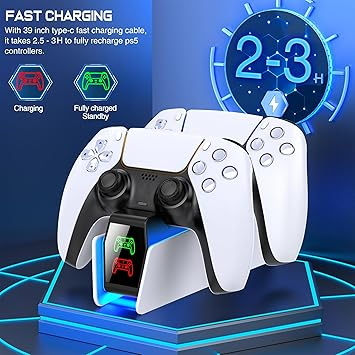 FAST CHARGING
With 39 inch type-c fast charging cable,
it takes 2.5 - 3H to fully recharge ps5
controllers.
Charging
Fully charged
Standby
2-3H